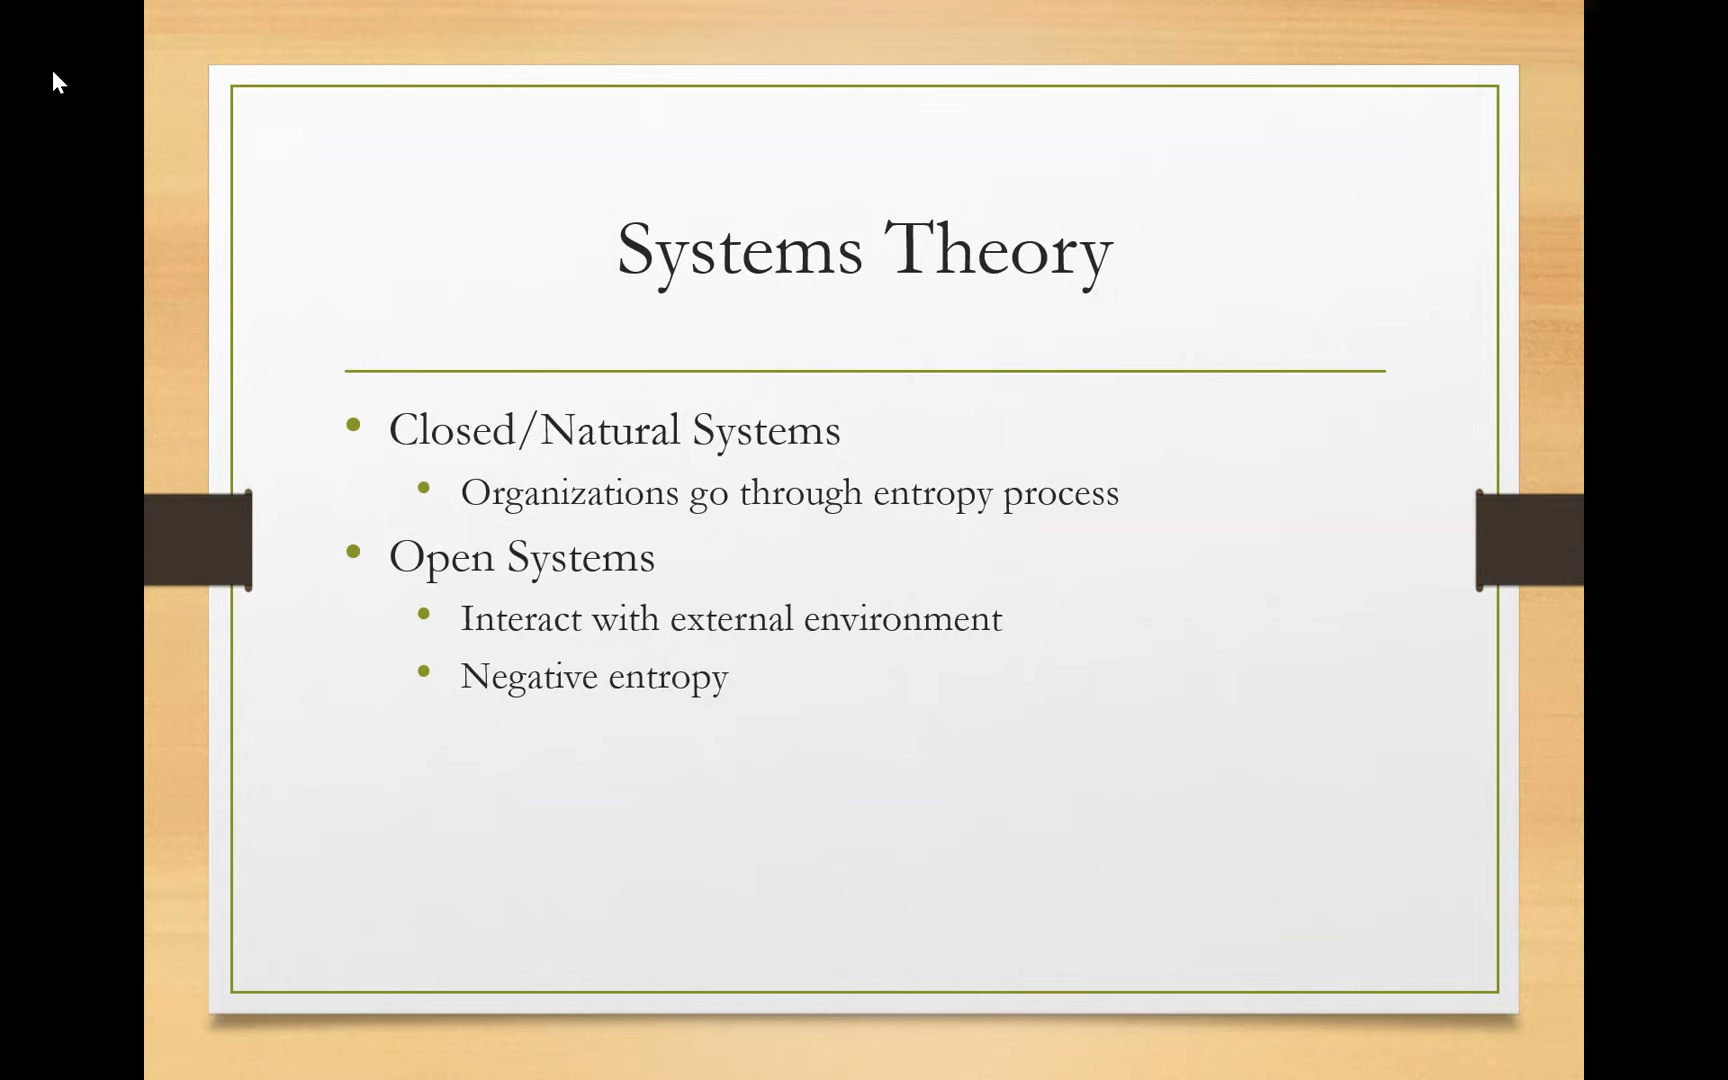 Systems Theory
Closed/Natural Systems
Organizations go through entropy process
Open Systems
Interact with external environment
Negative entropy